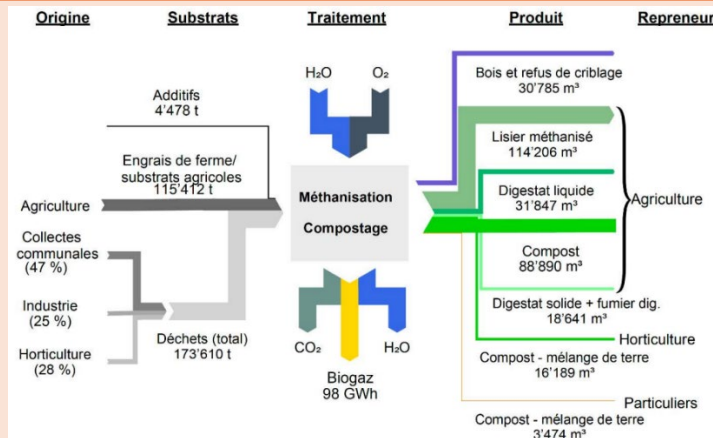 Origine
Substrats
Traitement
Produit
Repreneur
H₂O
O₂
Additifs
4'478 t
Engrais de ferme/
substrats agricoles
115'412 t
Agriculture
Collectes
communales
(47 %)
Industrie
(25 %)
Horticulture
(28 %)
Déchets (total)
173'610 t
Méthanisation
Compostage
CO₂
H₂O
Biogaz
98 GWh
Bois et refus de criblage
30'785 m³
Lisier méthanisé
114'206 m³
Digestat liquide
31'847 m³
Compost
88'890 m³
Digestat solide + fumier dig.
18'641 m³
Compost - mélange de terre
16'189 m³
Compost - mélange de terre
3'474 m³
Agriculture
Horticulture
Particuliers